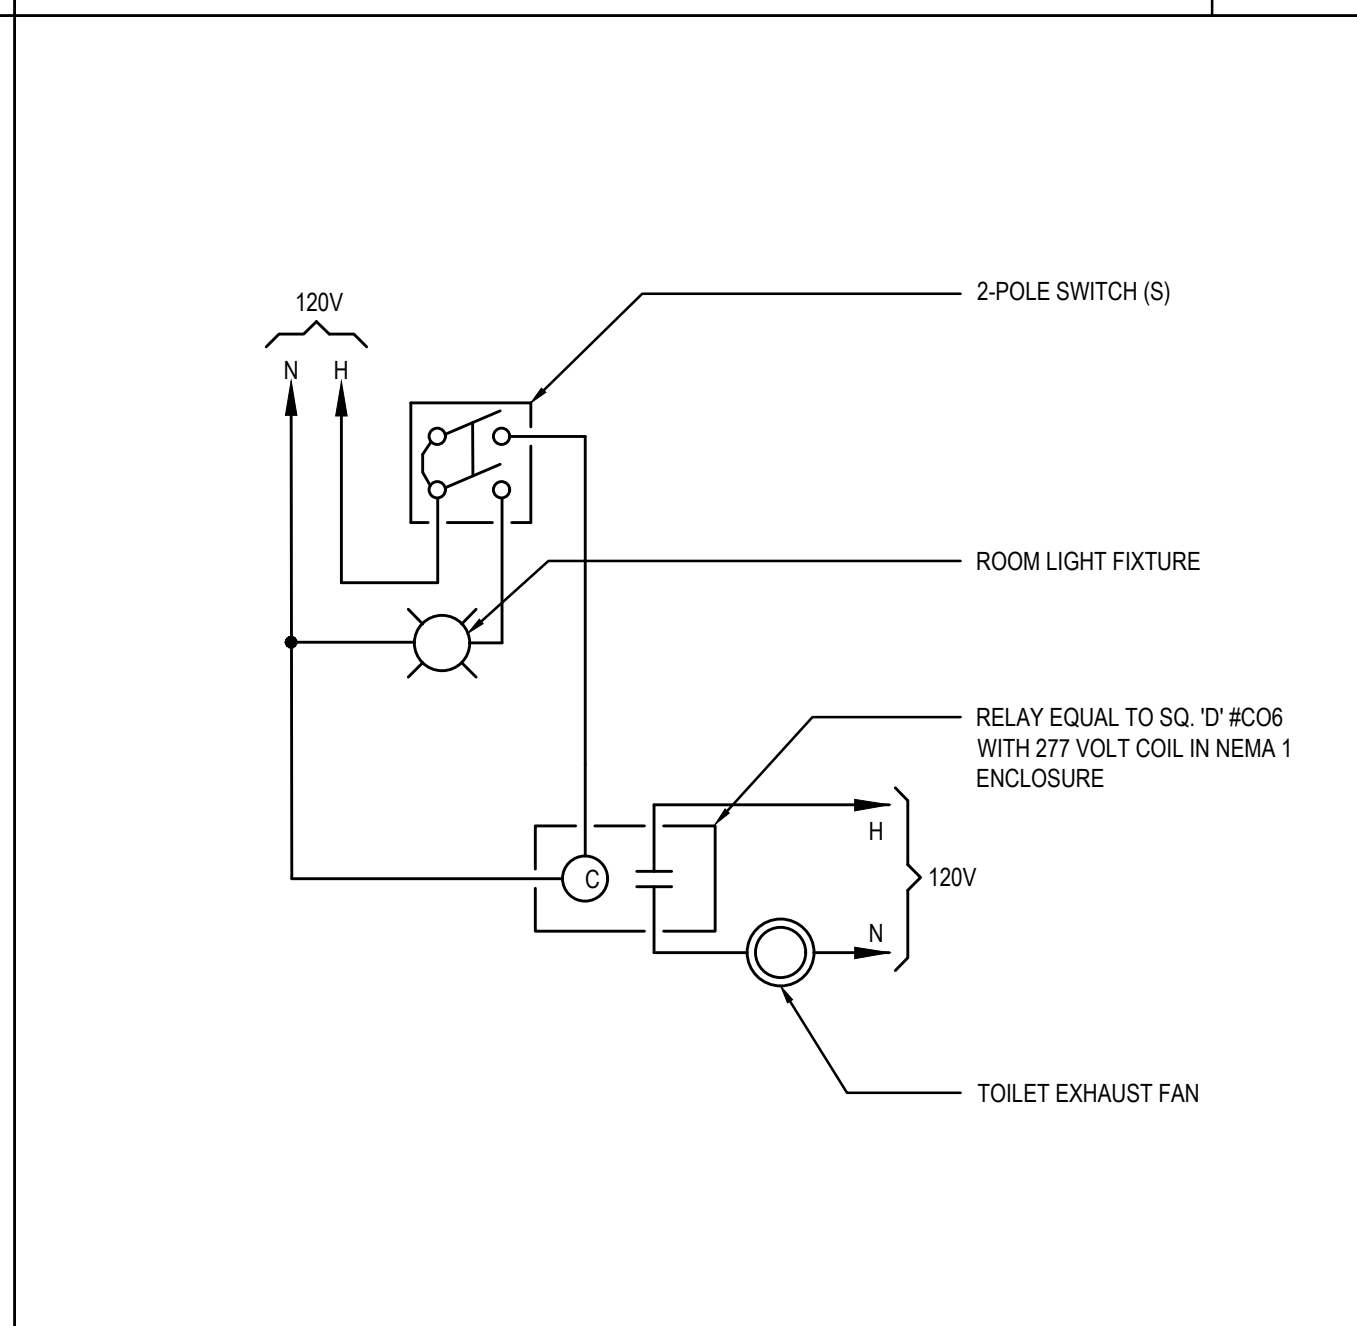 2-POLE SWITCH (S)
120V
N H
ROOM LIGHT FIXTURE
RELAY EQUAL TO SQ. 'D' #CO6
WITH 277 VOLT COIL IN NEMA 1
ENCLOSURE
H
C
120V
N
TOILET EXHAUST FAN